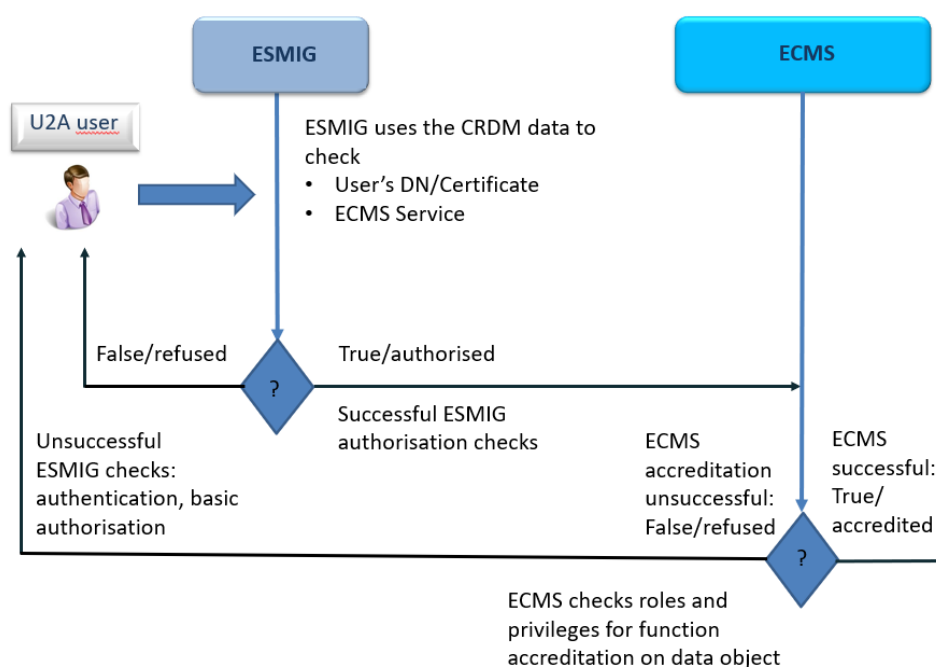 ESMIG
ECMS
U2A user
ESMIG uses the CRDM data to
check
• User's DN/Certificate
• ECMS Service
False/refused
True/authorised
?
Successful ESMIG
authorisation checks
Unsuccessful
ESMIG checks:
authentication, basic
authorisation
ECMS
accreditation
unsuccessful:
False/refused
ECMS
successful:
True/
accredited
?
ECMS checks roles and
privileges for function
accreditation on data object